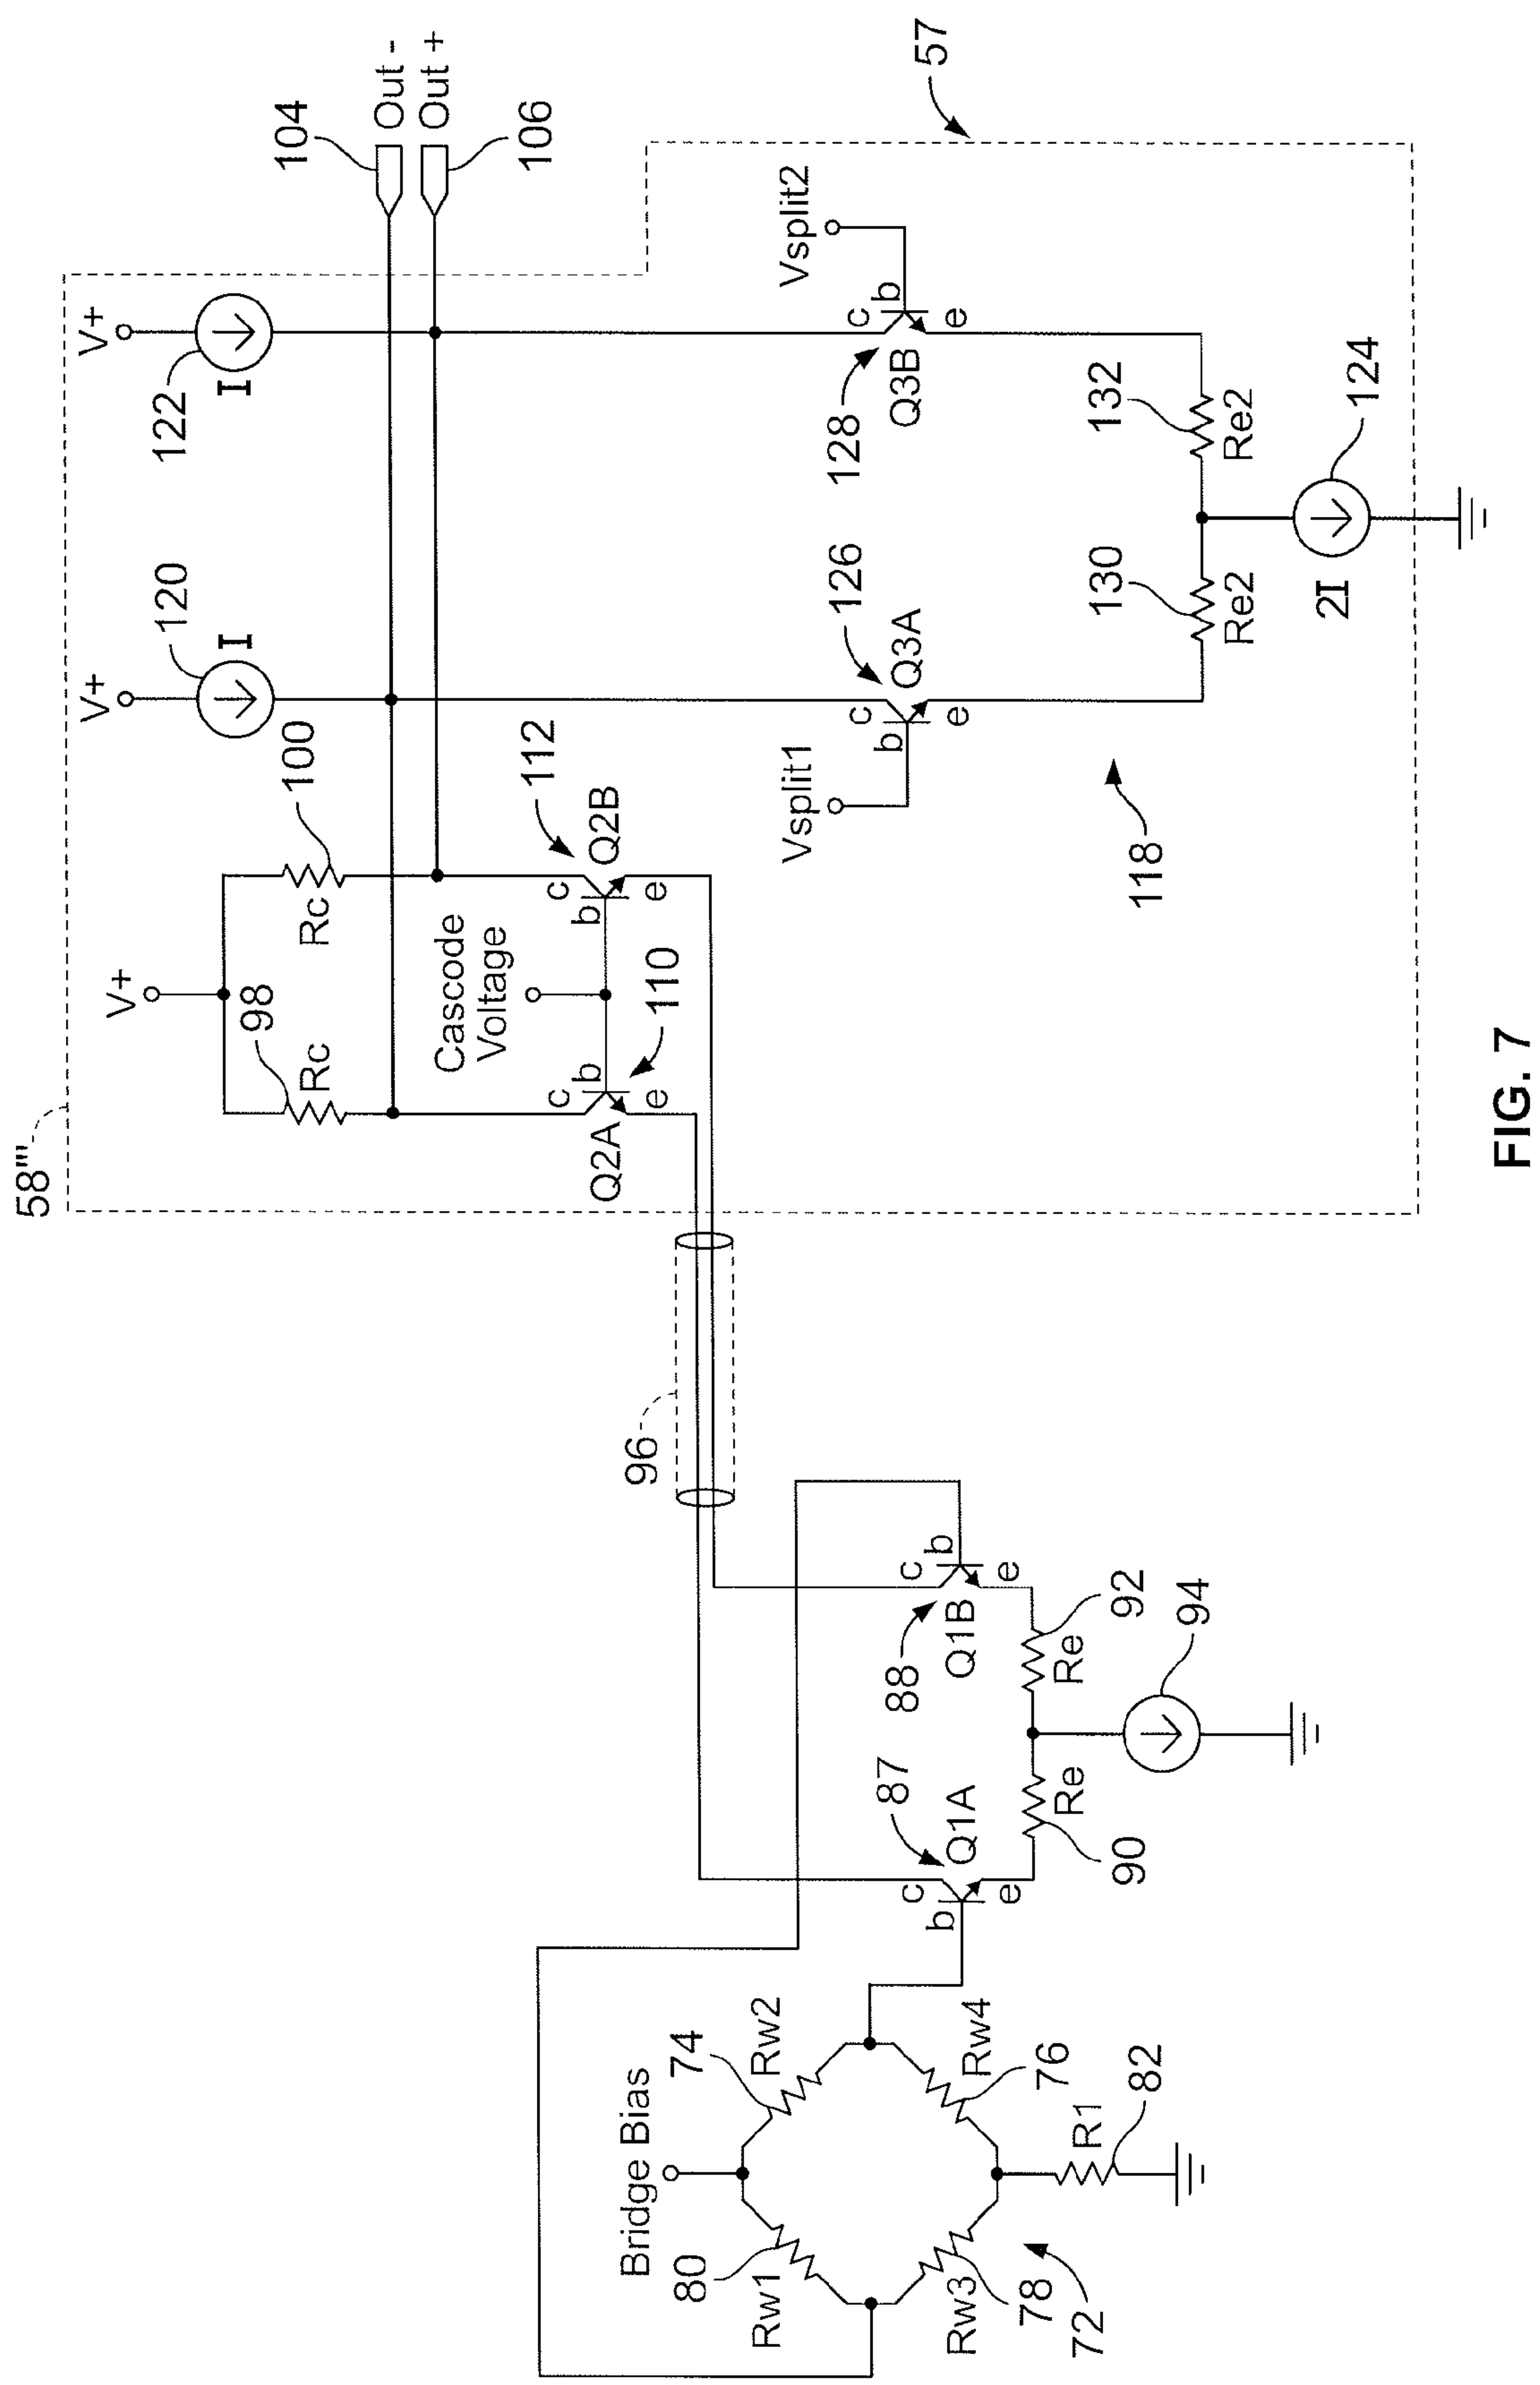 58'''
V+
98
Rc
Rc
100
V+
120
I
V+
122
I
104
Out -
Out +
106
57
Cascode
Voltage
c
b
e
Q2A
110
c
b
e
Q2B
112
Vsplit1
c
b
e
Q3A
126
Vsplit2
c
b
e
Q3B
128
118
130
Re2
132
Re2
2I
124
96
Bridge Bias
80
Rw1
74
Rw2
Rw3
78
72
Rw4
76
R1
82
87
c
b
e
Q1A
88
c
b
e
Q1B
90
Re
Re
92
94
FIG. 7